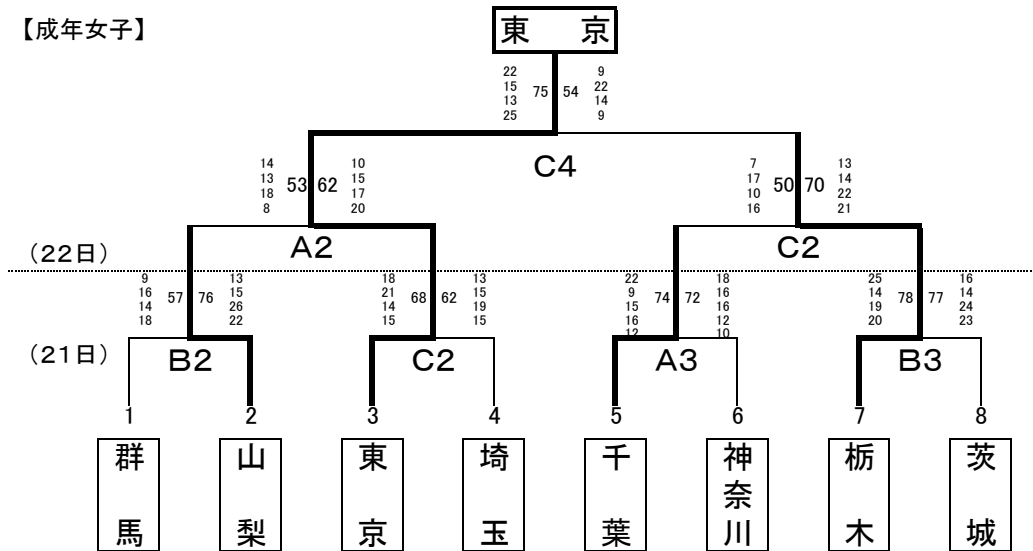 【成年女子】
東 京
22 9
15 75 54 22
13 14
25 9
C4
14 10 7 13
13 53 62 15 17 50 70 14
18 17 10 22
8 20 16 21
A2 C2
(22日)
9 13 18 13 22 18 25 16
16 57 76 15 21 68 62 15 9 74 72 16 14 78 77 14
14 26 14 19 15 16 19 24
18 22 15 15 16 12 20 23
12 10
(21日)
B2 C2 A3 B3
1 2 3 4 5 6 7 8
群馬 山梨 東京 埼玉 千葉 神奈川 栃木 茨城